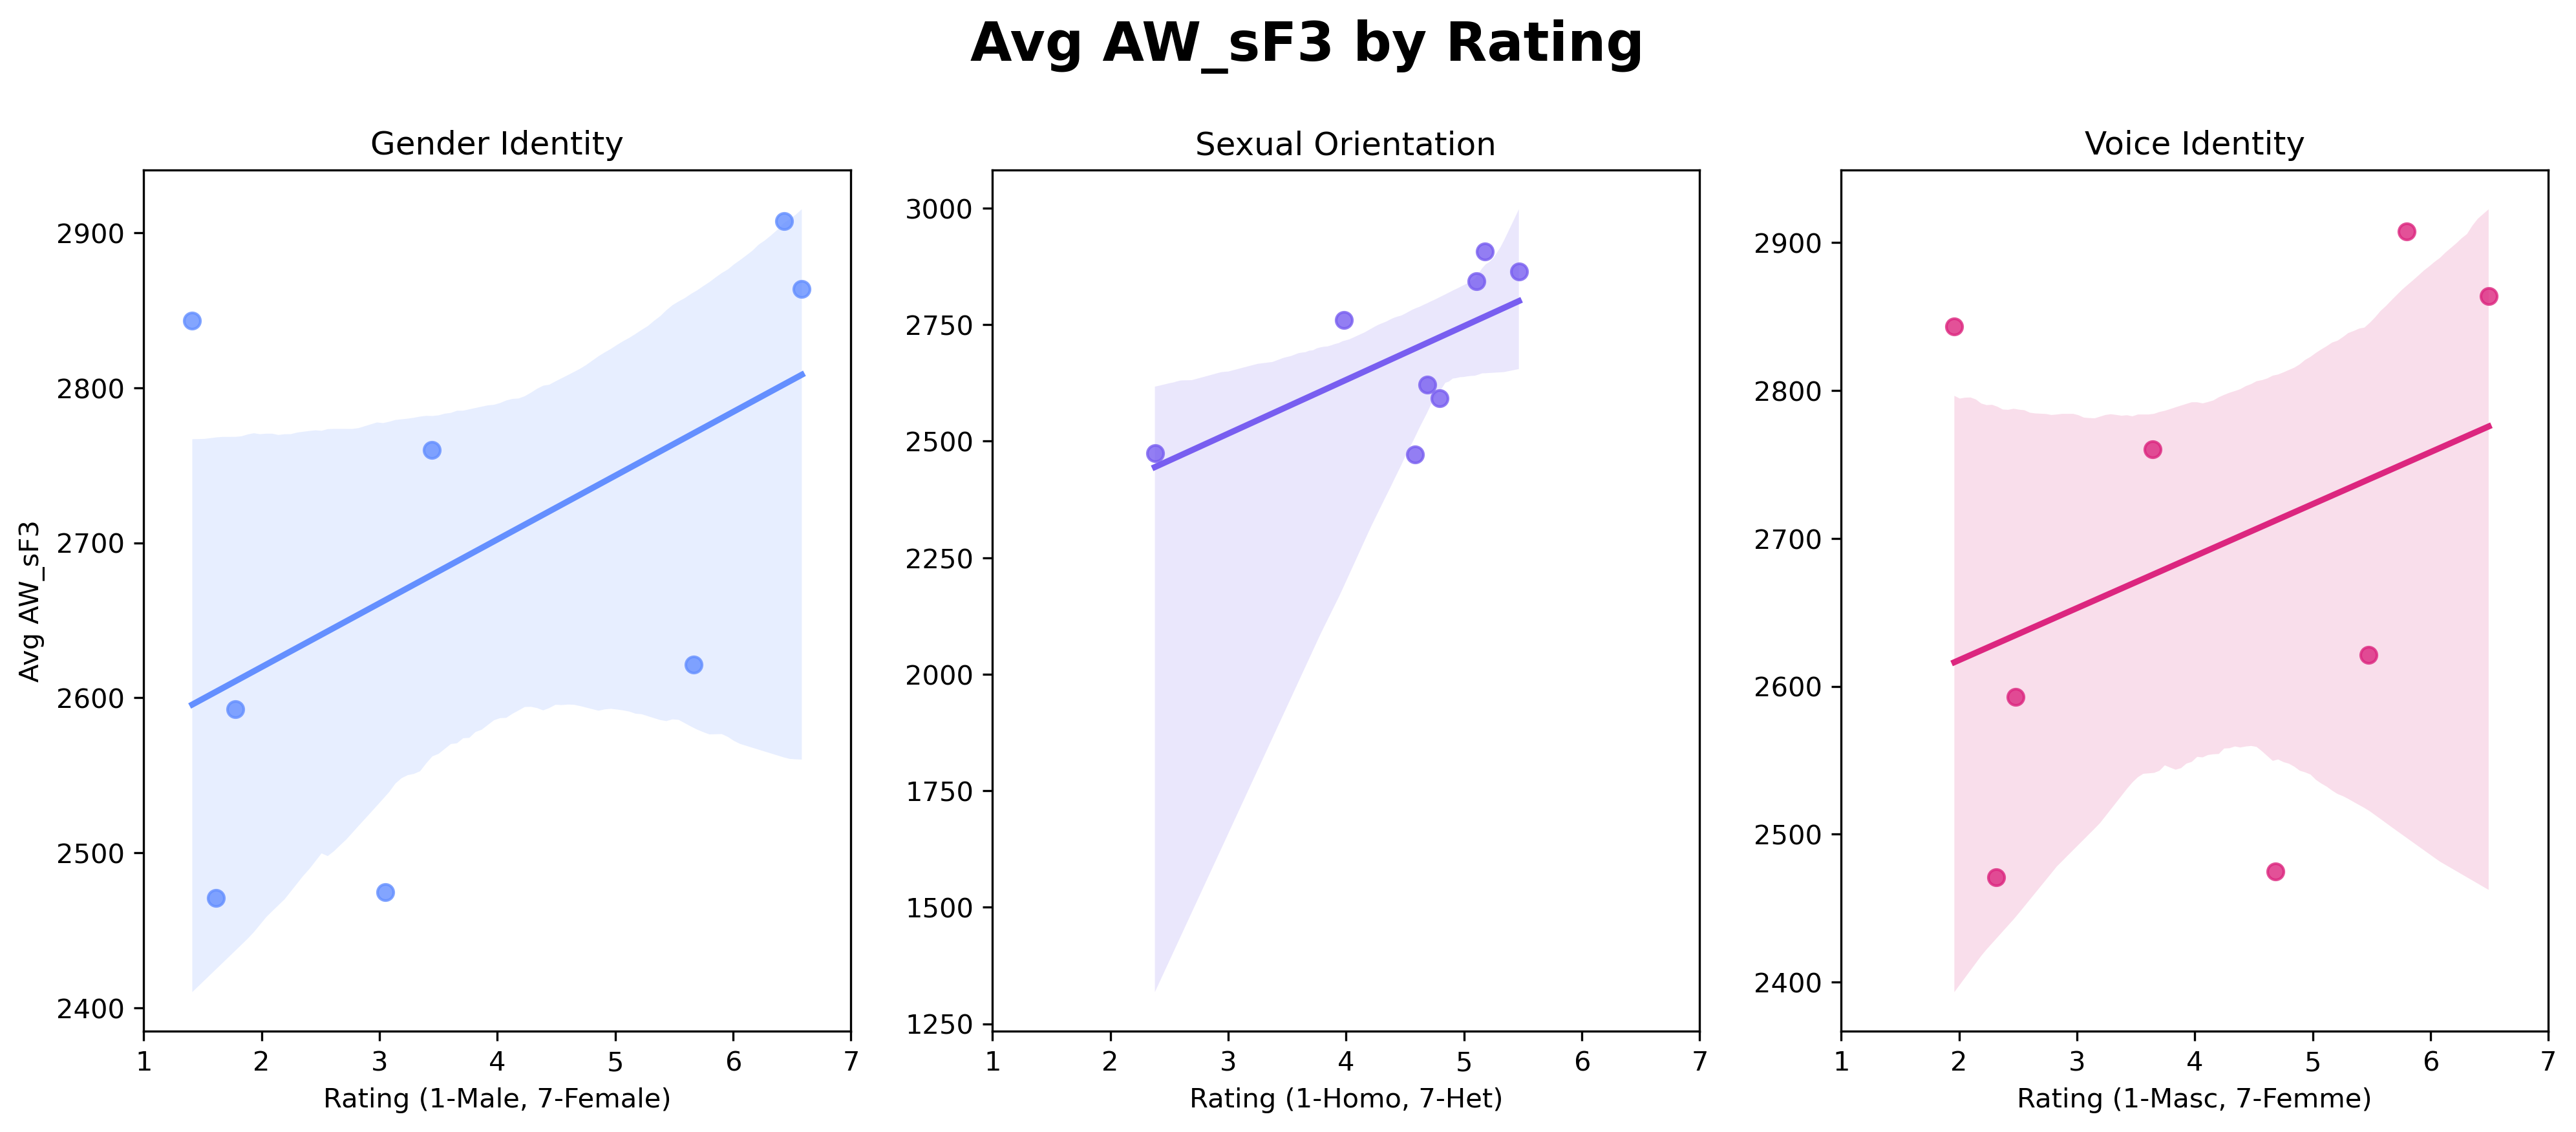 Avg AW_sF3 by Rating
Gender Identity
Avg AW_sF3
2900
2800
2700
2600
2500
2400
1 2 3 4 5 6 7
Rating (1-Male, 7-Female)
Sexual Orientation
3000
2750
2500
2250
2000
1750
1500
1250
1 2 3 4 5 6 7
Rating (1-Homo, 7-Het)
Voice Identity
2900
2800
2700
2600
2500
2400
1 2 3 4 5 6 7
Rating (1-Masc, 7-Femme)